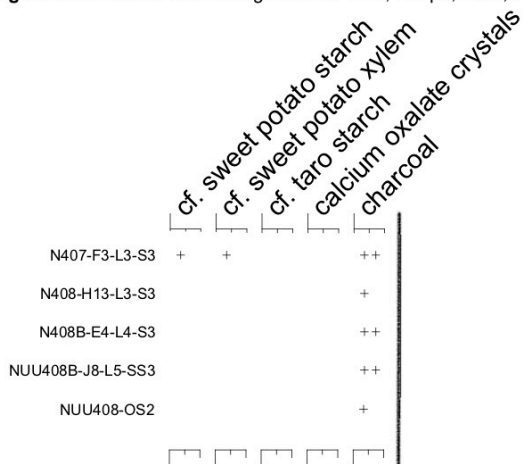 cf. sweet potato starch
cf. sweet potato xylem
cf. taro starch
calcium oxalate crystals
charcoal
N407-F3-L3-S3 + + ++
N408-H13-L3-S3 +
N408B-E4-L4-S3 ++
NUU408B-J8-L5-SS3 ++
NUU408-OS2 +